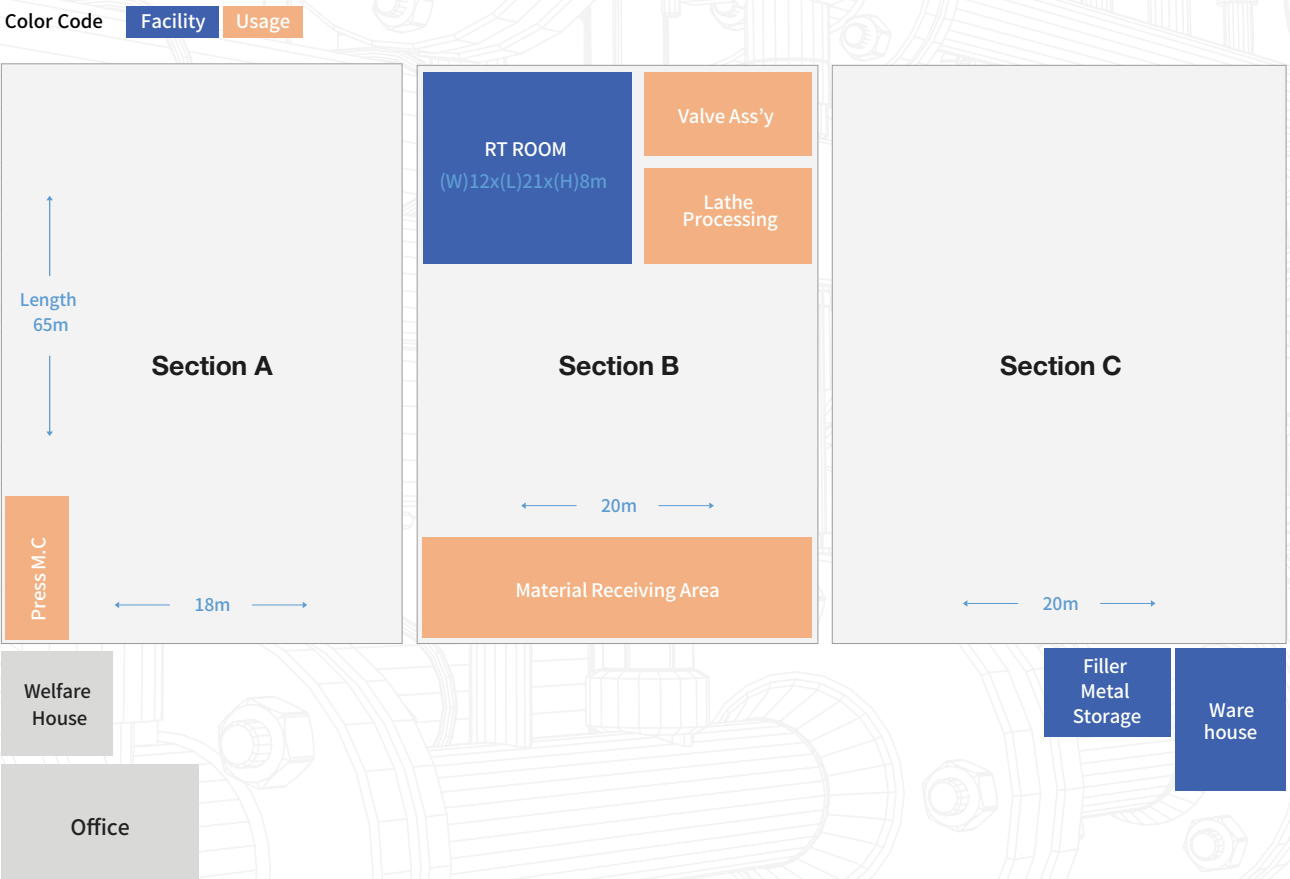 Color Code
Facility
Usage
RT ROOM
(W)12x(L)21x(H)8m
Valve Ass’y
Lathe
Processing
Length
65m
Section A
Section B
Section C
20m
Press M.C
Material Receiving Area
18m
20m
Welfare
House
Filler
Metal
Storage
Ware
house
Office